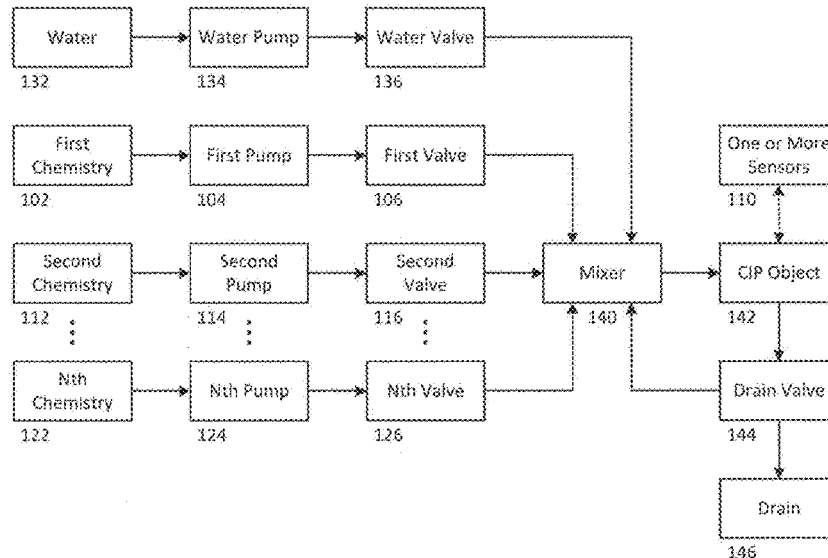 Water
Water Pump
Water Valve
132
134
136
First
Chemistry
First Pump
First Valve
One or More
Sensors
102
104
106
110
Second
Chemistry
Second
Pump
Second
Valve
Mixer
CIP Object
112
114
116
140
142
Nth
Chemistry
Nth Pump
Nth Valve
Drain Valve
122
124
126
144
Drain
146